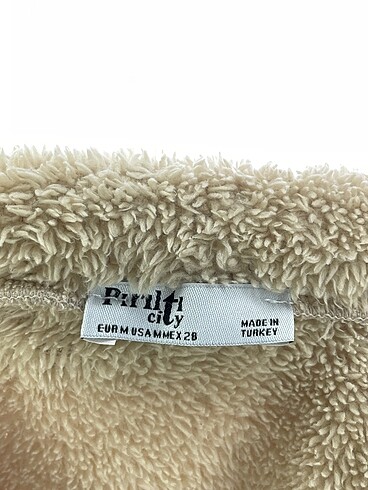 Pırıltı
city
EUR M USA M MEX 28
MADE IN
TURKEY